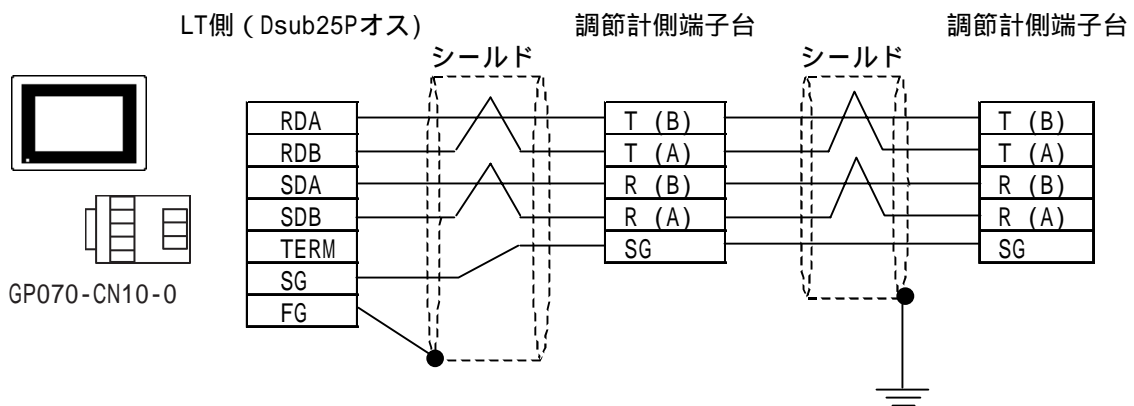 LT側（Dsub25Pオス)
調節計側端子台
調節計側端子台
シールド
シールド
RDA
RDB
SDA
SDB
TERM
SG
FG
T (B)
T (A)
R (B)
R (A)
SG
T (B)
T (A)
R (B)
R (A)
SG
GP070-CN10-0